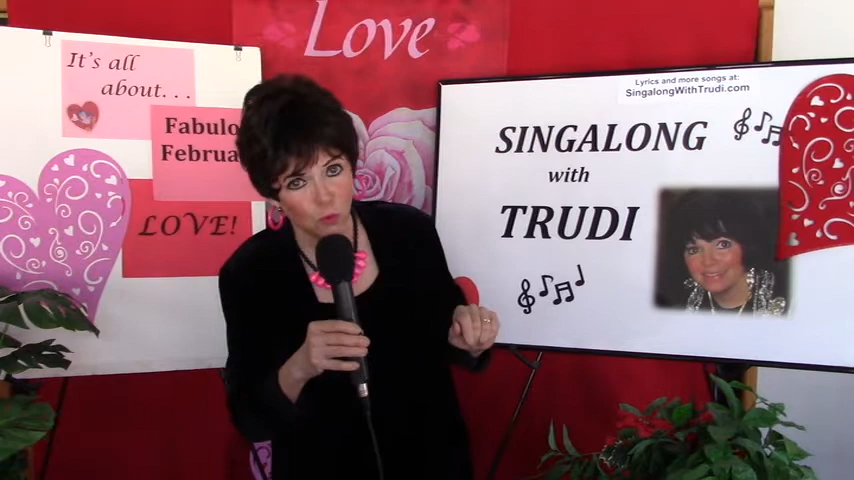 Love
It's all
about. . .
Fabulo
Februa
LOVE!
Lyrics and more songs at:
SingalongWithTrudi.com
SINGALONG
with
TRUDI